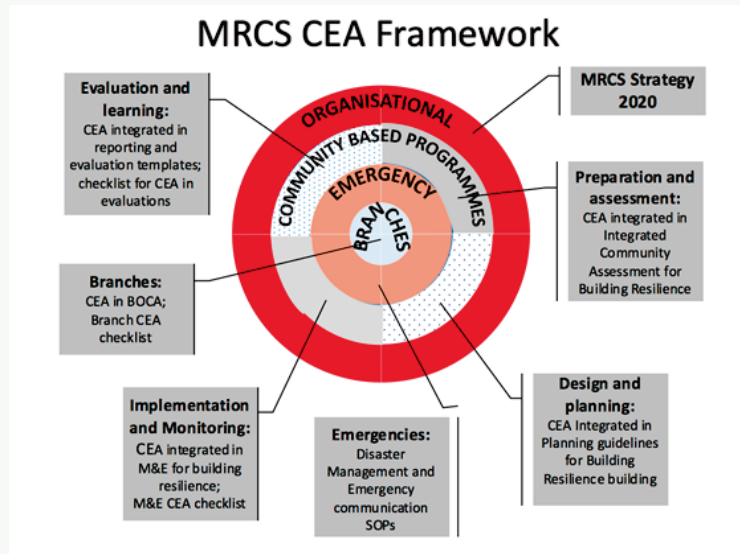 MRCS CEA Framework
Evaluation and
learning:
CEA integrated in
reporting and
evaluation templates;
checklist for CEA in
evaluations
MRCS Strategy
2020
ORGANISATIONAL
COMMUNITY BASED PROGRAMMES
EMERGENCY
BRANCHES
Preparation and
assessment:
CEA integrated in
Integrated
Community
Assessment for
Building Resilience
Branches:
CEA in BOCA;
Branch CEA
checklist
Implementation
and Monitoring:
CEA integrated in
M&E for building
resilience;
M&E CEA checklist
Emergencies:
Disaster
Management and
Emergency
communication
SOPs
Design and
planning:
CEA Integrated in
Planning guidelines
for Building
Resilience building